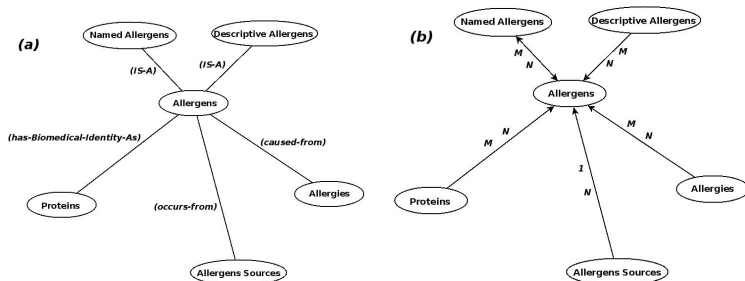 (a)
Named Allergens
Descriptive Allergens
(IS-A)
(IS-A)
Allergens
(has-Biomedical-Identity-As)
(caused-from)
Proteins
(occurs-from)
Allergies
Allergens Sources
(b)
Named Allergens
Descriptive Allergens
M
N
M
N
Allergens
M
N
M
N
1
N
Proteins
Allergies
Allergens Sources